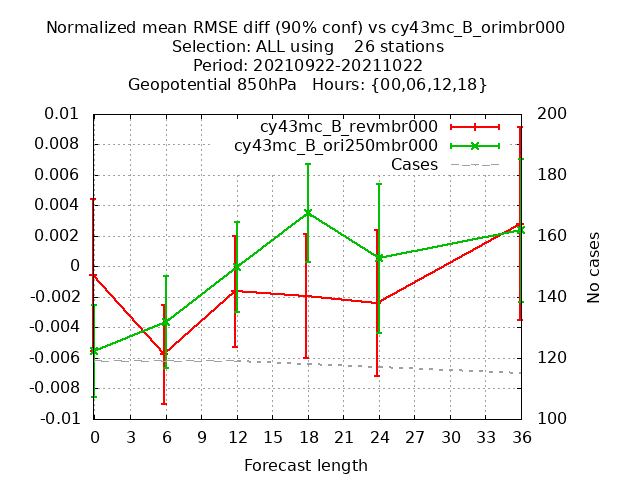 Normalized mean RMSE diff (90% conf) vs cy43mc_B_orimbr000
Selection: ALL using    26 stations
Period: 20210922-20211022
Geopotential 850hPa   Hours: {00,06,12,18}
cy43mc_B_revmbr000
cy43mc_B_ori250mbr000
Cases
0.01
0.008
0.006
0.004
0.002
0
-0.002
-0.004
-0.006
-0.008
-0.01
200
180
160
140
120
100
No cases
0 3 6 9 12 15 18 21 24 27 30 33 36
Forecast length